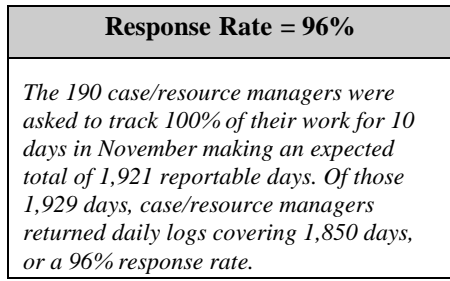 Response Rate = 96%
The 190 case/resource managers were
asked to track 100% of their work for 10
days in November making an expected
total of 1,921 reportable days. Of those
1,929 days, case/resource managers
returned daily logs covering 1,850 days,
or a 96% response rate.